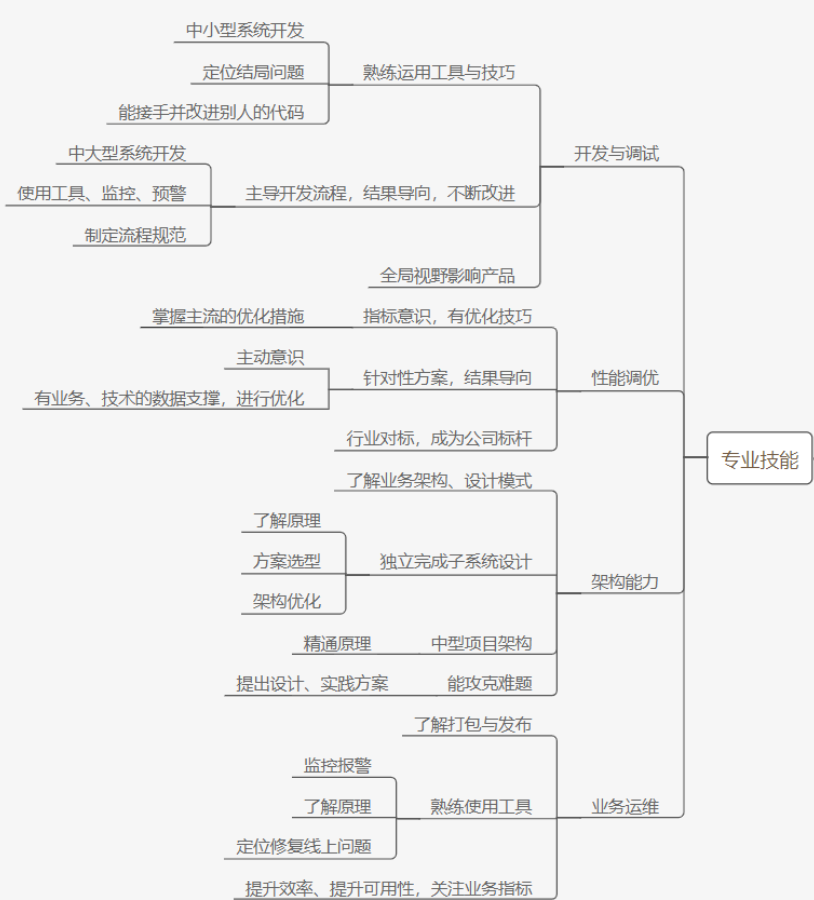 中小型系统开发
定位结局问题
熟练运用工具与技巧
能接手并改进别人的代码
中大型系统开发
开发与调试
使用工具、监控、预警
主导开发流程，结果导向，不断改进
制定流程规范
全局视野影响产品
掌握主流的优化措施
指标意识，有优化技巧
主动意识
针对性方案，结果导向
性能调优
有业务、技术的数据支撑，进行优化
行业对标，成为公司标杆
专业技能
了解业务架构、设计模式
了解原理
方案选型
独立完成子系统设计
架构能力
架构优化
精通原理
中型项目架构
提出设计、实践方案
能攻克难题
了解打包与发布
监控报警
了解原理
熟练使用工具
业务运维
定位修复线上问题
提升效率、提升可用性，关注业务指标